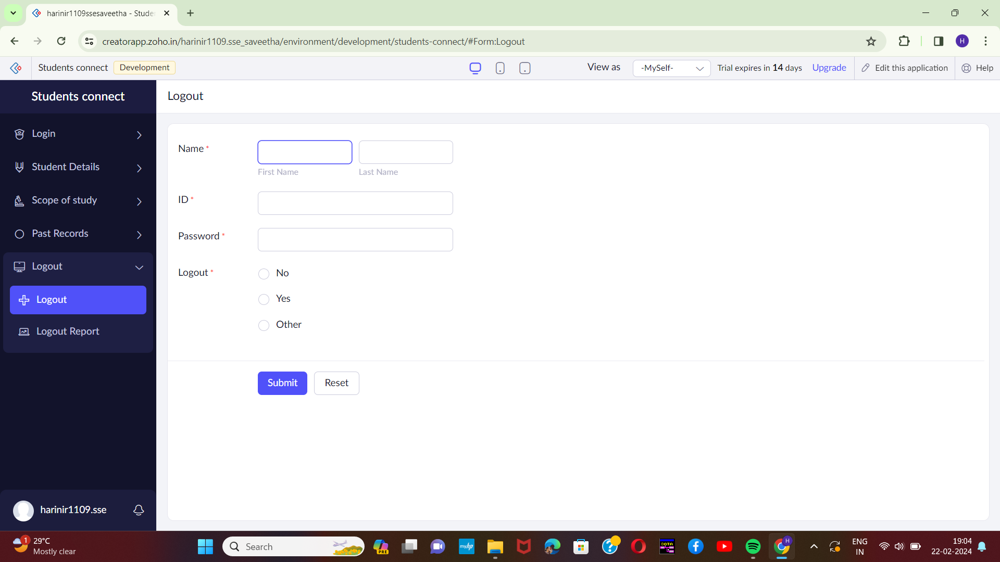 harinir1109ssesaveetha - Studer
creatorapp.zoho.in/harinir1109.sse_saveetha/environment/development/students-connect/#Form:Logout
H
Students connect
Development
View as
-MySelf-
Trial expires in 14 days
Upgrade
Edit this application
Help
Students connect
Login
Student Details
Scope of study
Past Records
Logout
Logout
Logout Report
harinir1109.sse
Logout
Name *
First Name
Last Name
ID *
Password *
Logout *
No
Yes
Other
Submit
Reset
1
29°C
Mostly clear
Search
PRE
myhp
DATA
H
ENG
IN
19:04
22-02-2024